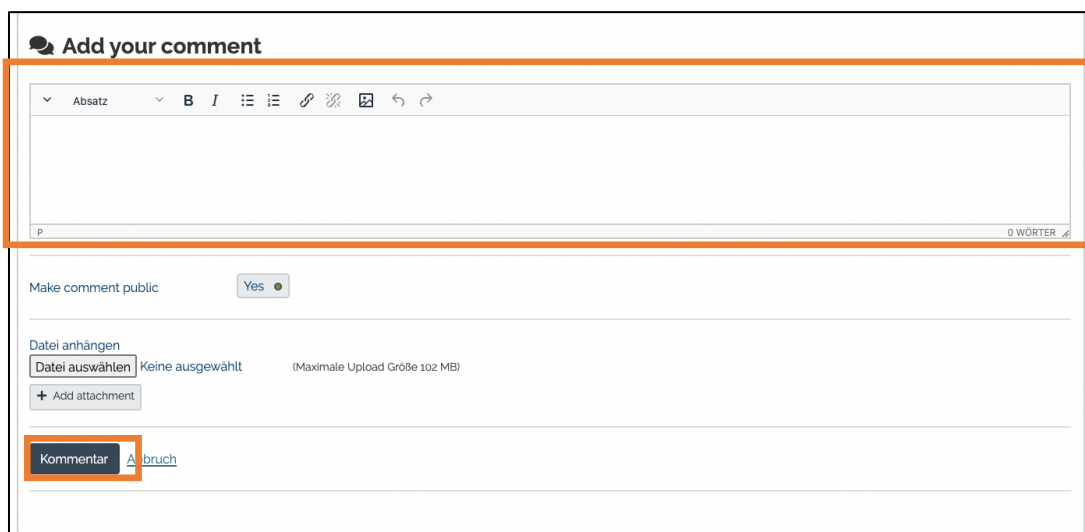 Add your comment
Absatz B I
P 0 WÖRTER
Make comment public Yes
Datei anhängen
Datei auswählen Keine ausgewählt (Maximale Upload Größe 102 MB)
+ Add attachment
Kommentar Abbruch